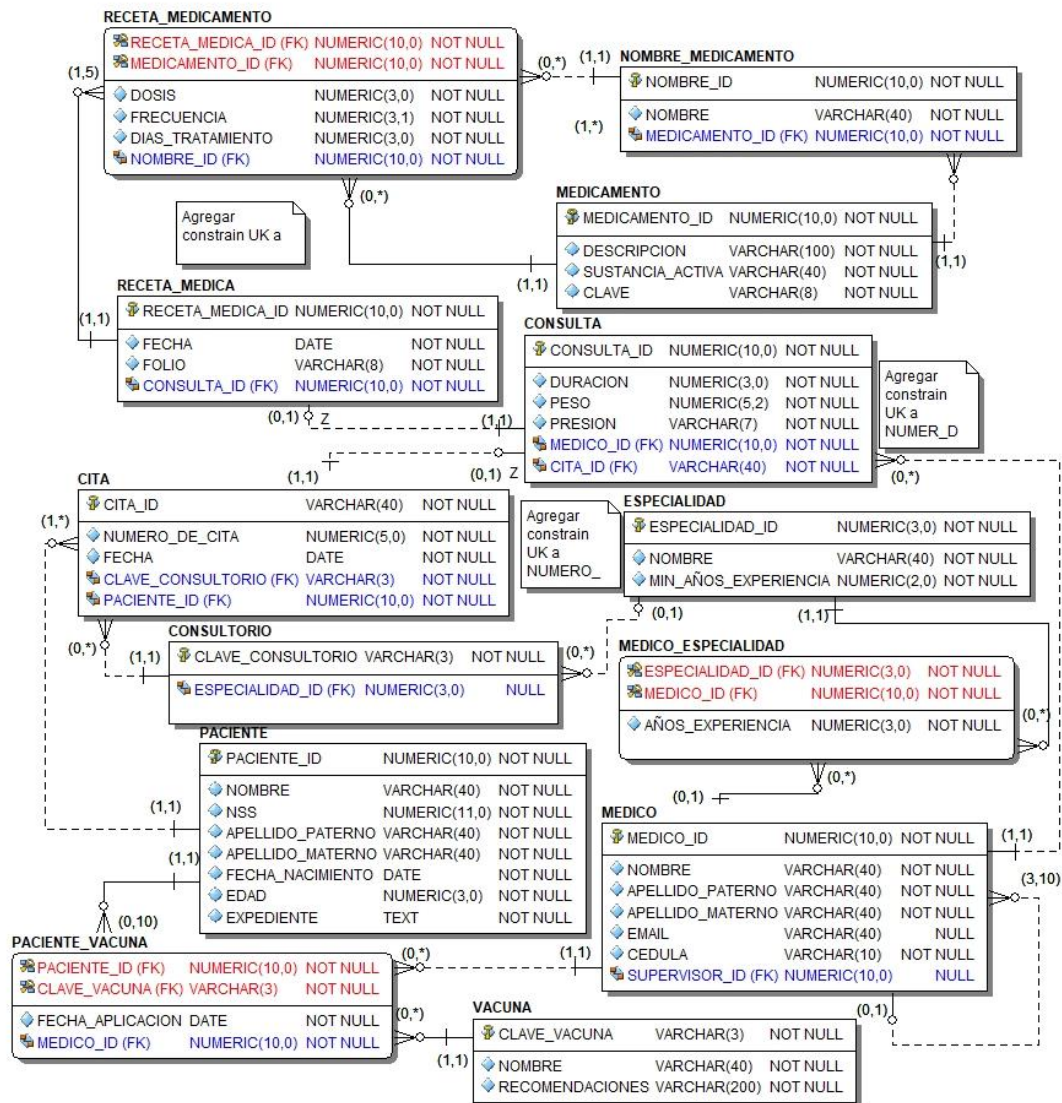 RECETA_MEDICAMENTO
RECETA_MEDICA_ID (FK) NUMERIC(10,0) NOT NULL
MEDICAMENTO_ID (FK) NUMERIC(10,0) NOT NULL
DOSIS NUMERIC(3,0) NOT NULL
FRECUENCIA NUMERIC(3,1) NOT NULL
DIAS_TRATAMIENTO NUMERIC(3,0) NOT NULL
NOMBRE_ID (FK) NUMERIC(10,0) NOT NULL
(1,5)
(0,*)
(1,1)
NOMBRE_MEDICAMENTO
NOMBRE_ID NUMERIC(10,0) NOT NULL
NOMBRE VARCHAR(40) NOT NULL
MEDICAMENTO_ID (FK) NUMERIC(10,0) NOT NULL
(1,*)
(0,*)
Agregar
constrain UK a
MEDICAMENTO
MEDICAMENTO_ID NUMERIC(10,0) NOT NULL
DESCRIPCION VARCHAR(100) NOT NULL
SUSTANCIA_ACTIVA VARCHAR(40) NOT NULL
CLAVE VARCHAR(8) NOT NULL
(1,1)
(1,1)
RECETA_MEDICA
RECETA_MEDICA_ID NUMERIC(10,0) NOT NULL
FECHA DATE NOT NULL
FOLIO VARCHAR(8) NOT NULL
CONSULTA_ID (FK) NUMERIC(10,0) NOT NULL
(1,1)
(0,1) Z
(1,1)
CONSULTA
CONSULTA_ID NUMERIC(10,0) NOT NULL
DURACION NUMERIC(3,0) NOT NULL
PESO NUMERIC(5,2) NOT NULL
PRESION VARCHAR(7) NOT NULL
MEDICO_ID (FK) NUMERIC(10,0) NOT NULL
CITA_ID (FK) VARCHAR(40) NOT NULL
Agregar
constrain
UK a
NUMER_D
(0,*)
(1,1)
(0,1) Z
CITA
CITA_ID VARCHAR(40) NOT NULL
NUMERO_DE_CITA NUMERIC(5,0) NOT NULL
FECHA DATE NOT NULL
CLAVE_CONSULTORIO (FK) VARCHAR(3) NOT NULL
PACIENTE_ID (FK) NUMERIC(10,0) NOT NULL
(1,*)
Agregar
constrain
UK a
NUMERO_
ESPECIALIDAD
ESPECIALIDAD_ID NUMERIC(3,0) NOT NULL
NOMBRE VARCHAR(40) NOT NULL
MIN_AÑOS_EXPERIENCIA NUMERIC(2,0) NOT NULL
(0,1)
(1,1)
(0,*)
(1,1)
CONSULTORIO
CLAVE_CONSULTORIO VARCHAR(3) NOT NULL
ESPECIALIDAD_ID (FK) NUMERIC(3,0) NULL
(0,*)
MEDICO_ESPECIALIDAD
ESPECIALIDAD_ID (FK) NUMERIC(3,0) NOT NULL
MEDICO_ID (FK) NUMERIC(10,0) NOT NULL
AÑOS_EXPERIENCIA NUMERIC(3,0) NOT NULL
(0,*)
(0,*)
(0,1)
PACIENTE
PACIENTE_ID NUMERIC(10,0) NOT NULL
NOMBRE VARCHAR(40) NOT NULL
NSS NUMERIC(11,0) NOT NULL
APELLIDO_PATERNO VARCHAR(40) NOT NULL
APELLIDO_MATERNO VARCHAR(40) NOT NULL
FECHA_NACIMIENTO DATE NOT NULL
EDAD NUMERIC(3,0) NOT NULL
EXPEDIENTE TEXT NOT NULL
(1,1)
(1,1)
(0,10)
MEDICO
MEDICO_ID NUMERIC(10,0) NOT NULL
NOMBRE VARCHAR(40) NOT NULL
APELLIDO_PATERNO VARCHAR(40) NOT NULL
APELLIDO_MATERNO VARCHAR(40) NOT NULL
EMAIL VARCHAR(40) NULL
CEDULA VARCHAR(10) NOT NULL
SUPERVISOR_ID (FK) NUMERIC(10,0) NULL
(1,1)
(3,10)
(0,1)
PACIENTE_VACUNA
PACIENTE_ID (FK) NUMERIC(10,0) NOT NULL
CLAVE_VACUNA (FK) VARCHAR(3) NOT NULL
FECHA_APLICACION DATE NOT NULL
MEDICO_ID (FK) NUMERIC(10,0) NOT NULL
(0,*)
(1,1)
(0,*)
(1,1)
VACUNA
CLAVE_VACUNA VARCHAR(3) NOT NULL
NOMBRE VARCHAR(40) NOT NULL
RECOMENDACIONES VARCHAR(200) NOT NULL